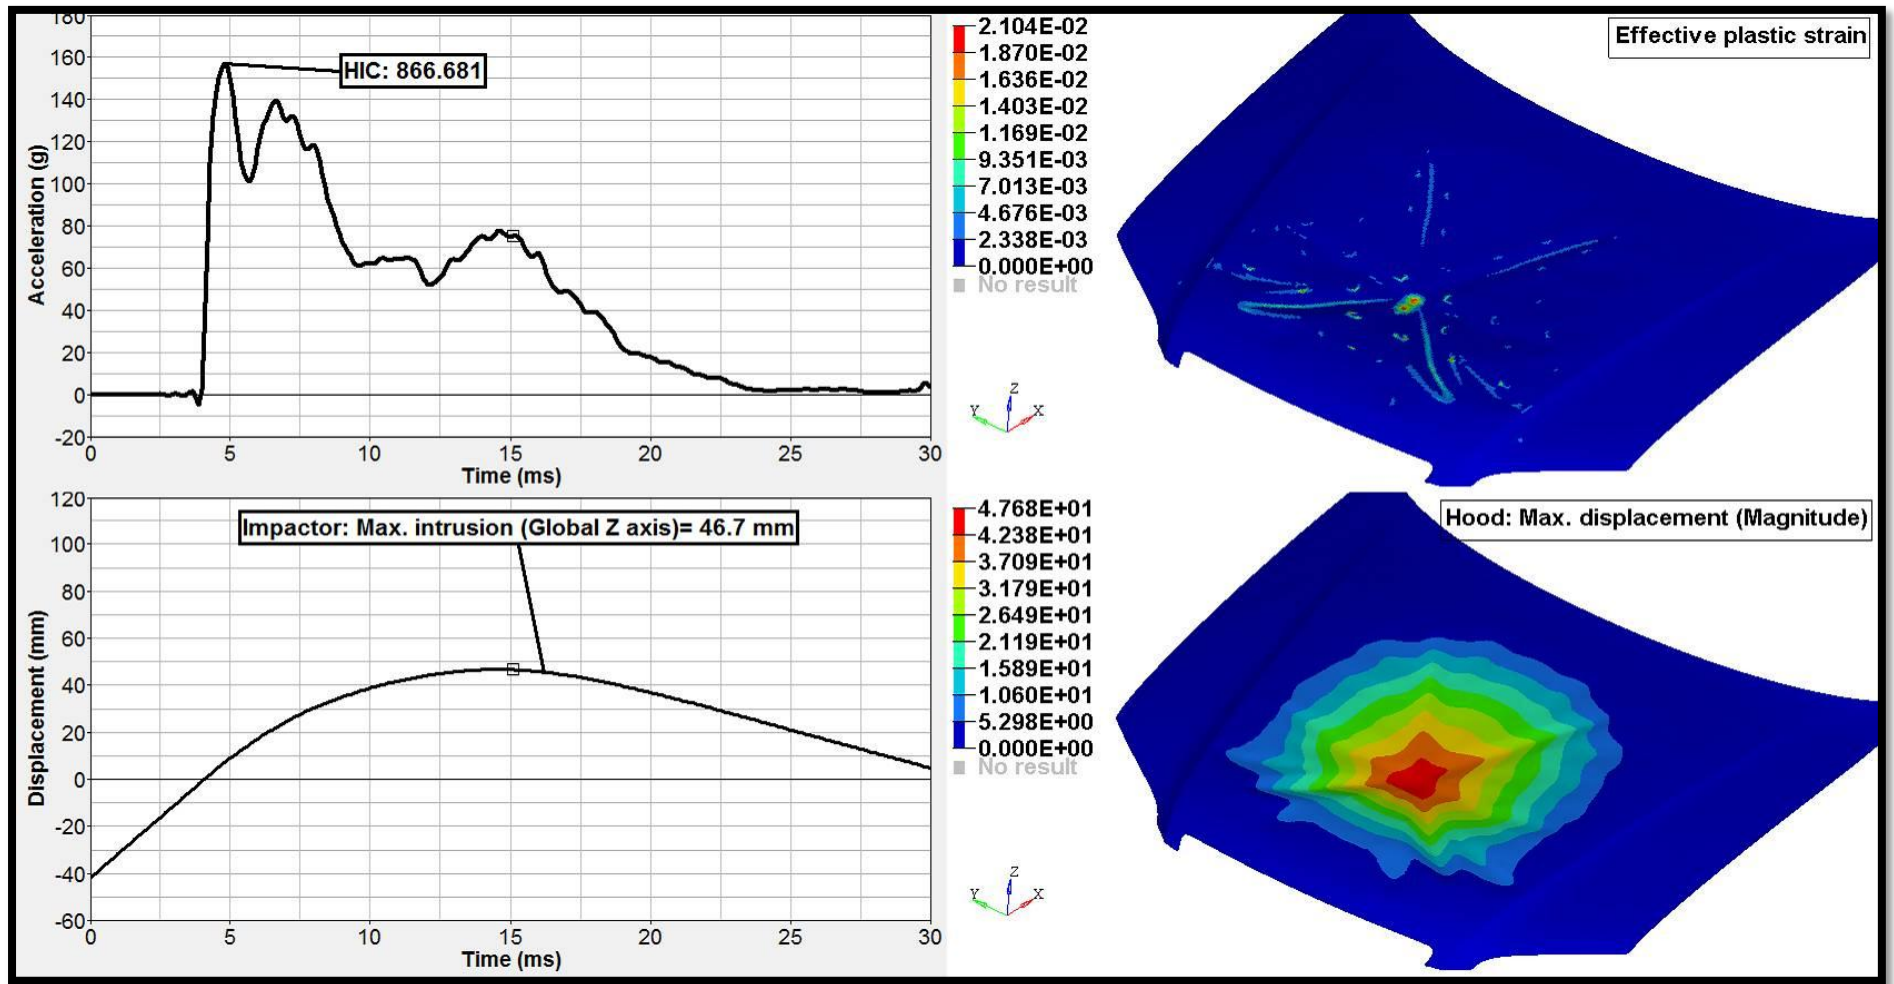 180
160
140
120
100
80
60
40
20
0
-20
Acceleration (g)
HIC: 866.681
0 5 10 15 20 25 30
Time (ms)
2.104E-02
1.870E-02
1.636E-02
1.403E-02
1.169E-02
9.351E-03
7.013E-03
4.676E-03
2.338E-03
0.000E+00
No result
Effective plastic strain
Z
Y X
120
100
80
60
40
20
0
-20
-40
-60
Displacement (mm)
Impactor: Max. intrusion (Global Z axis)= 46.7 mm
0 5 10 15 20 25 30
Time (ms)
4.768E+01
4.238E+01
3.709E+01
3.179E+01
2.649E+01
2.119E+01
1.589E+01
1.060E+01
5.298E+00
0.000E+00
No result
Hood: Max. displacement (Magnitude)
Z
Y X